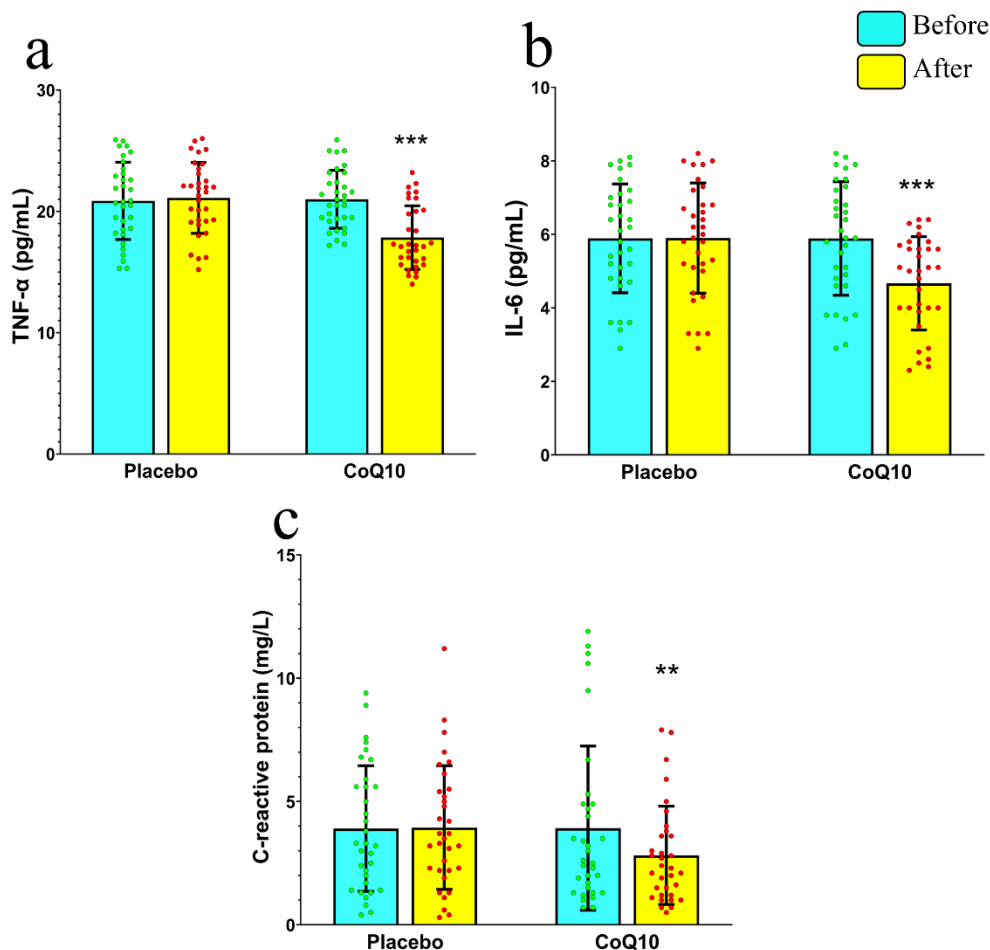 a
b
Before
After
TNF-α (pg/mL)
30
20
10
0
***
Placebo
CoQ10
IL-6 (pg/mL)
10
8
6
4
2
0
***
Placebo
CoQ10
c
C-reactive protein (mg/L)
15
10
5
0
**
Placebo
CoQ10